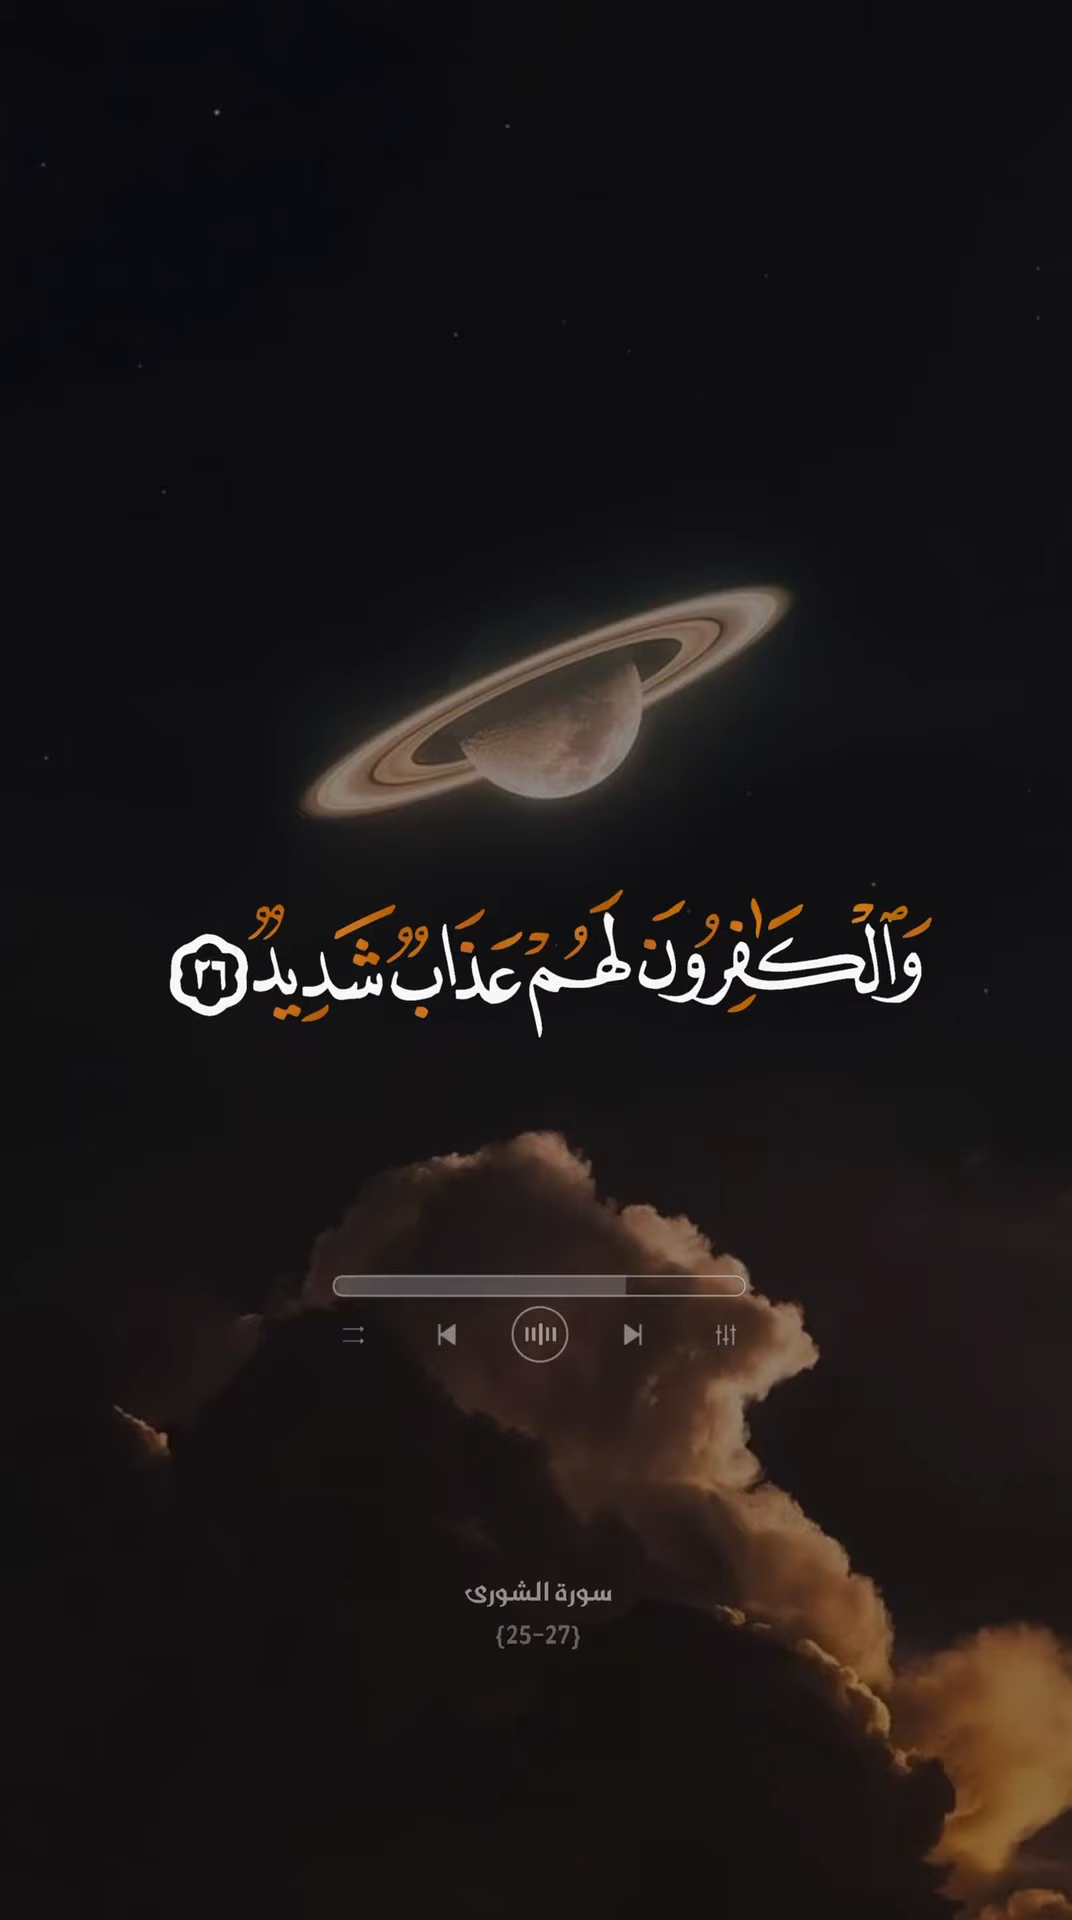 وَٱلْكَـٰفِرُونَ لَهُمْ عَذَابٌ شَدِيدٌ ٢٦
سورة الشورى
{25-27}